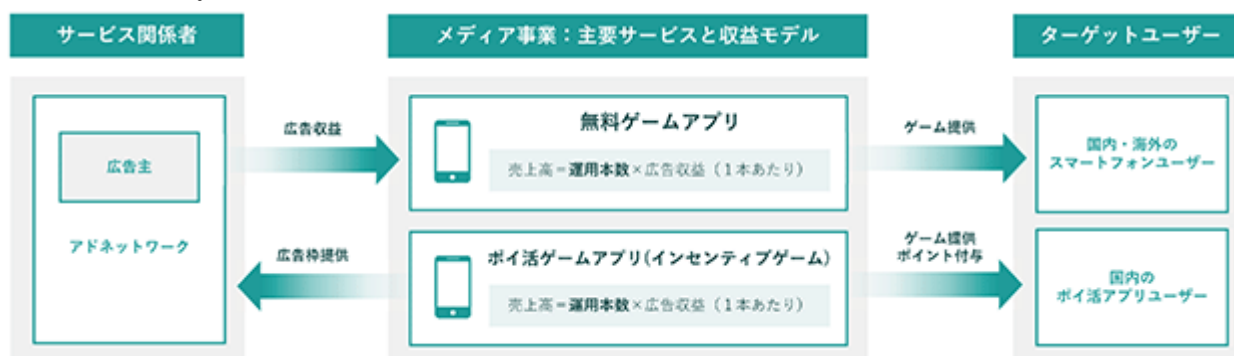 サービス関係者
メディア事業：主要サービスと収益モデル
ターゲットユーザー
広告主
アドネットワーク
広告収益
広告枠提供
無料ゲームアプリ
売上高＝運用本数×広告収益（１本あたり）
ポイ活ゲームアプリ(インセンティブゲーム)
売上高＝運用本数×広告収益（１本あたり）
ゲーム提供
ゲーム提供
ポイント付与
国内・海外の
スマートフォンユーザー
国内の
ポイ活アプリユーザー